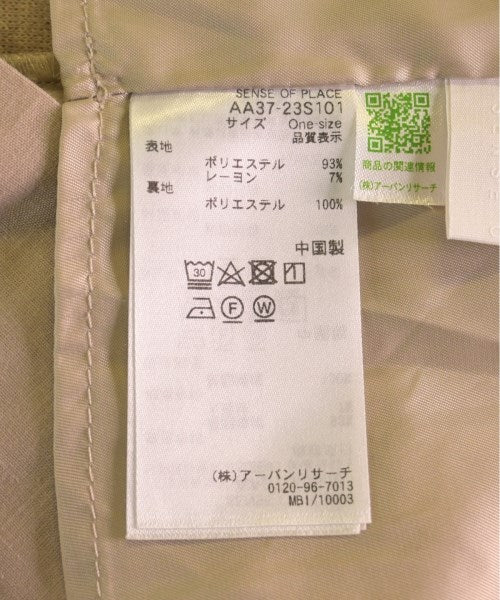 SENSE OF PLACE
AA37-23S101
サイズ One size
品質表示
表地
ポリエステル 93%
レーヨン 7%
裏地
ポリエステル 100%
中国製
30
F W
(株)アーバンリサーチ
0120-96-7013
MB1/10003
商品の関連情報
(株)アーバンリサーチ